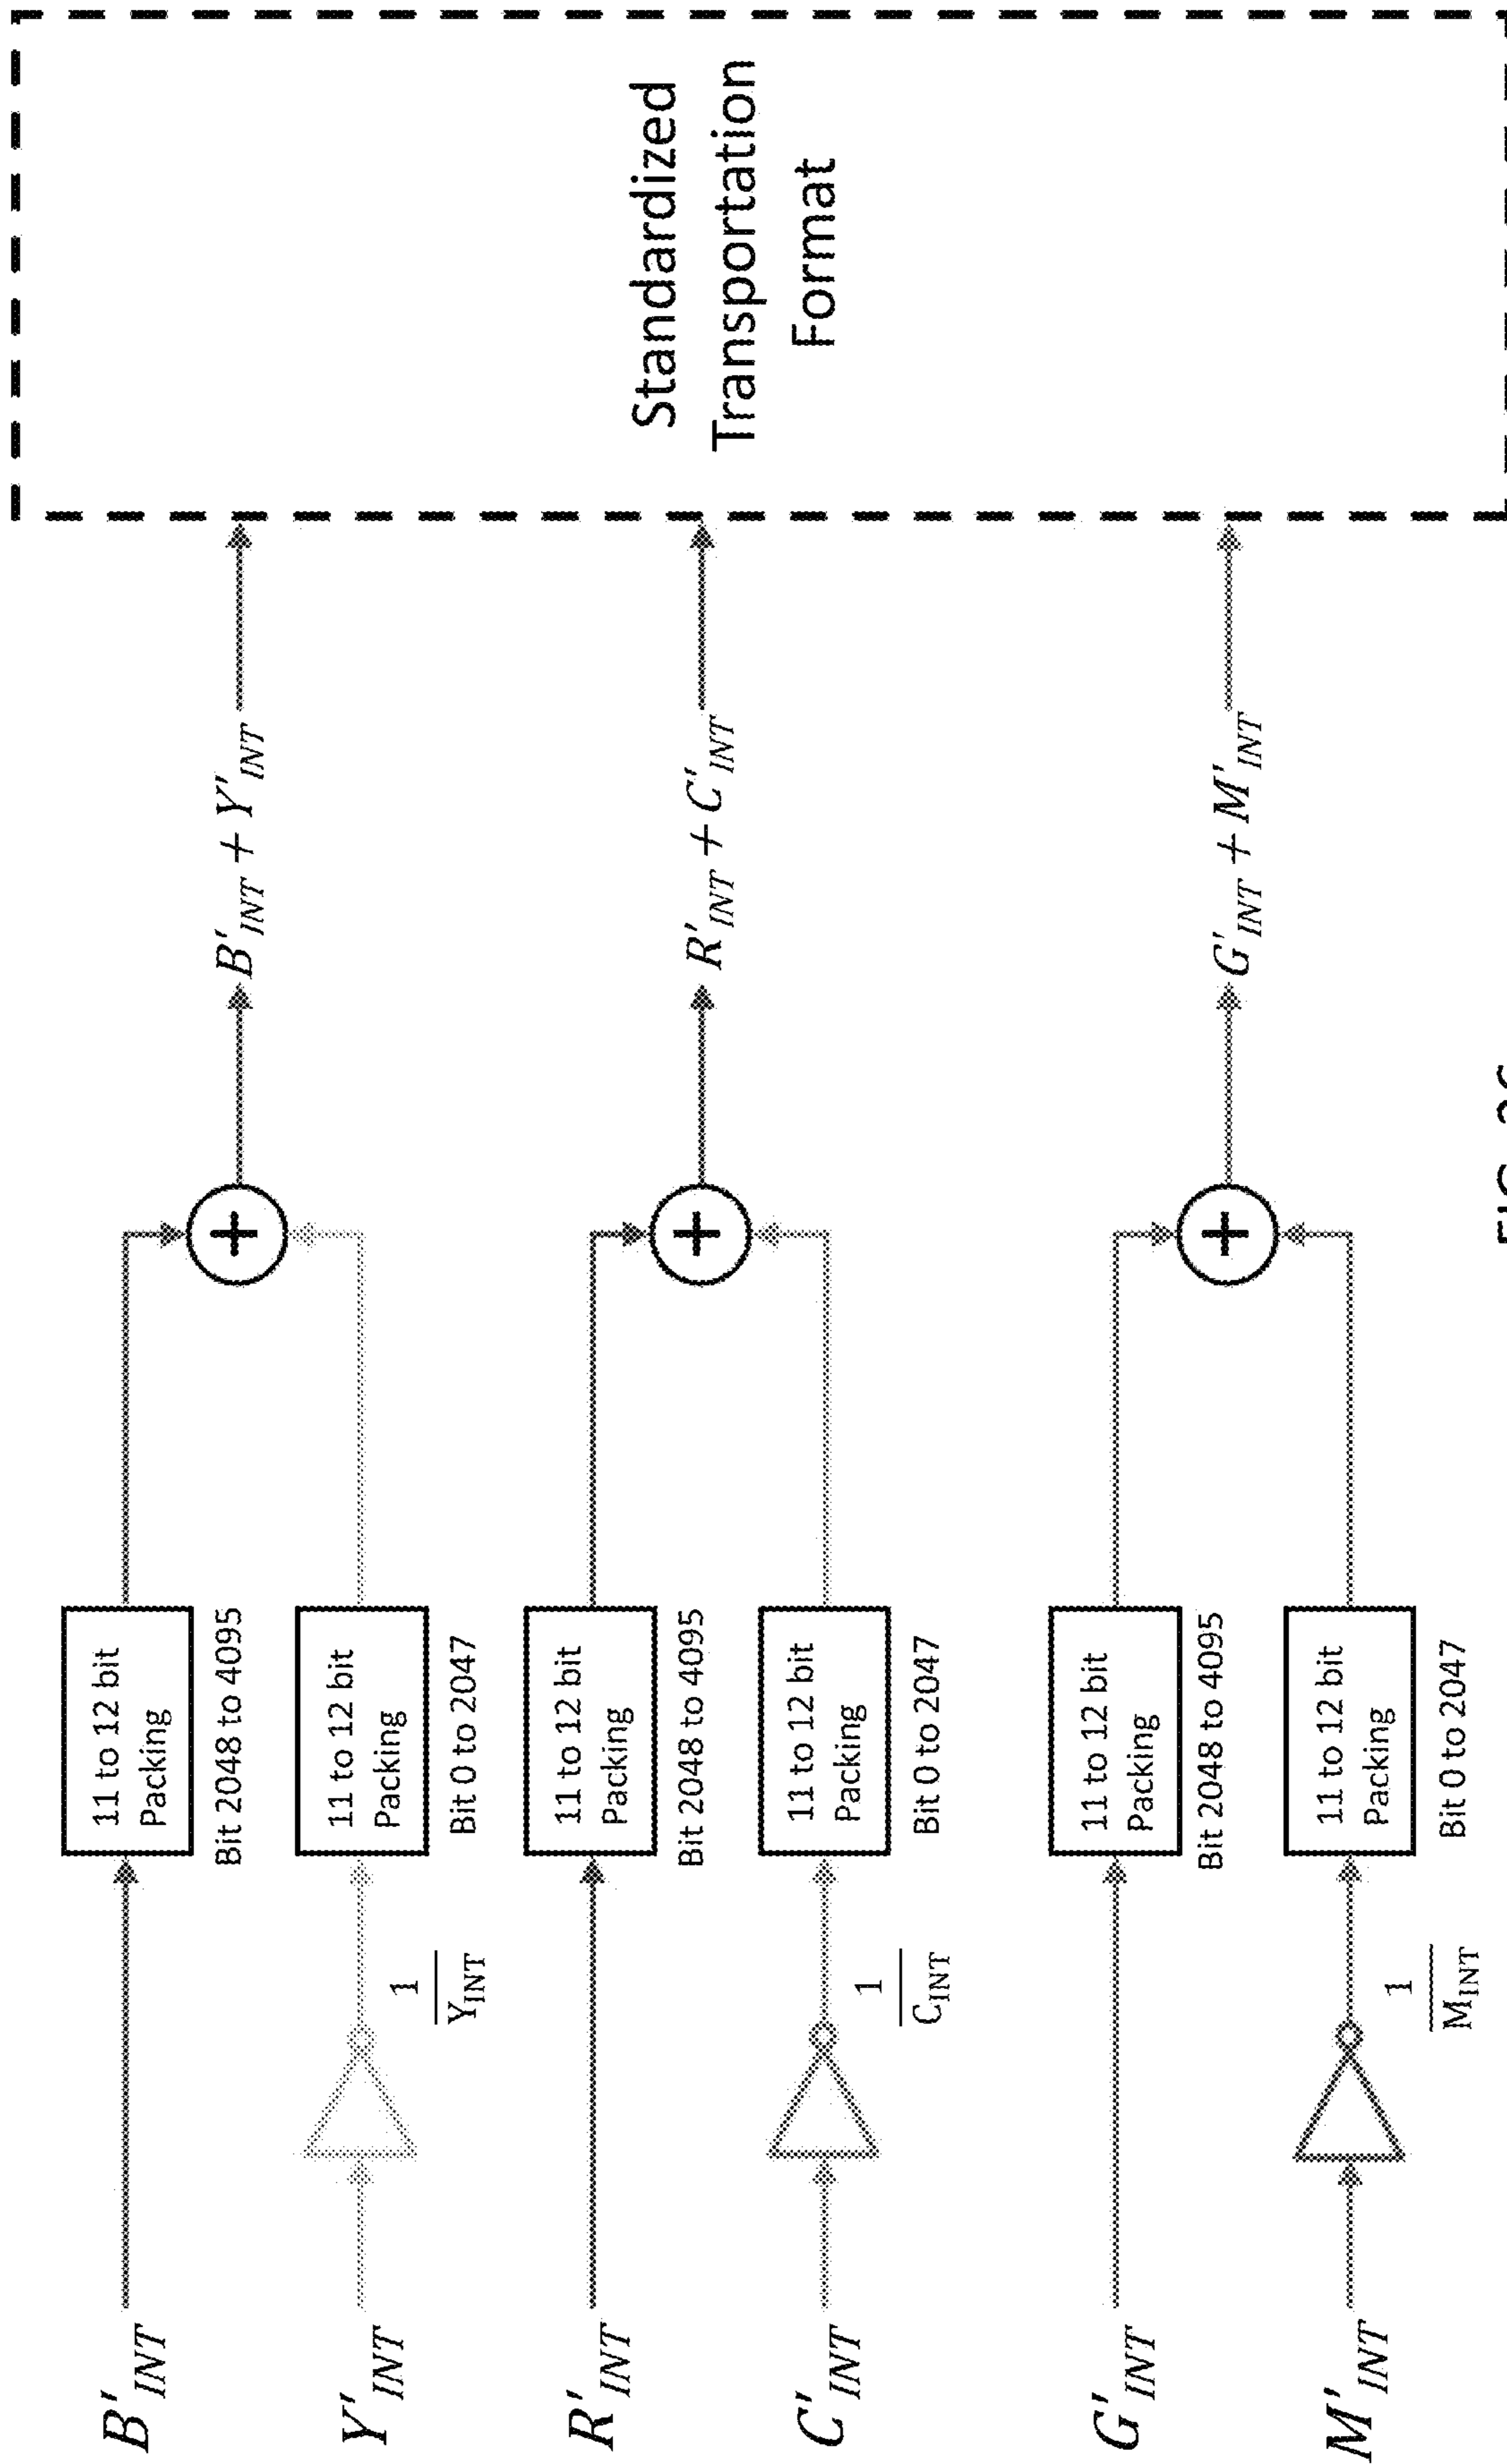 B'INT
11 to 12 bit
Packing
Bit 2048 to 4095
Y'INT
1
YINT
11 to 12 bit
Packing
Bit 0 to 2047
+
B'INT + Y'INT
R'INT
11 to 12 bit
Packing
Bit 2048 to 4095
C'INT
1
CINT
11 to 12 bit
Packing
Bit 0 to 2047
+
R'INT + C'INT
G'INT
11 to 12 bit
Packing
Bit 2048 to 4095
M'INT
1
MINT
11 to 12 bit
Packing
Bit 0 to 2047
+
G'INT + M'INT
Standardized
Transportation
Format